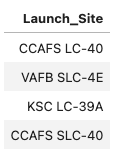 Launch_Site
CCAFS LC-40
VAFB SLC-4E
KSC LC-39A
CCAFS SLC-40